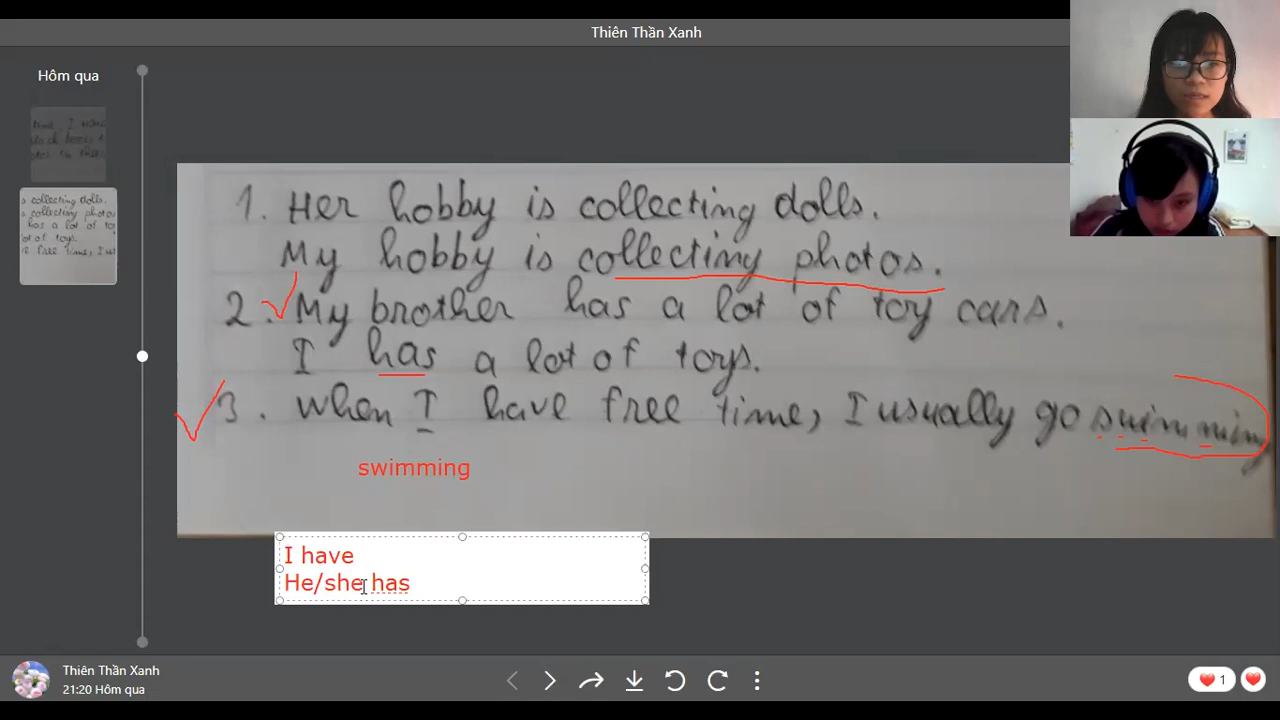 Thiên Thần Xanh
Hôm qua
1. Her hobby is collecting dolls.
My hobby is collecting photos.
2. My brother has a lot of toy cars.
I has a lot of toys.
3. When I have free time, I usually go swimming
swimming
I have
He/she has
Thiên Thần Xanh
21:20 Hôm qua
1